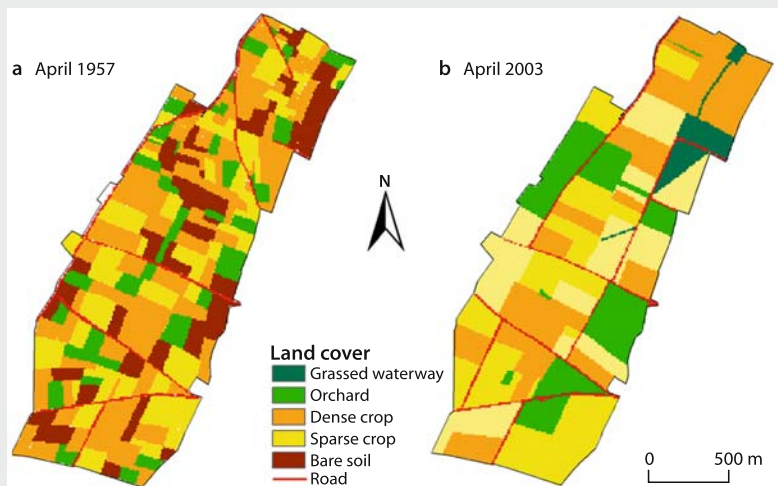 a April 1957
b April 2003
N
Land cover
Grassed waterway
Orchard
Dense crop
Sparse crop
Bare soil
Road
0 500 m